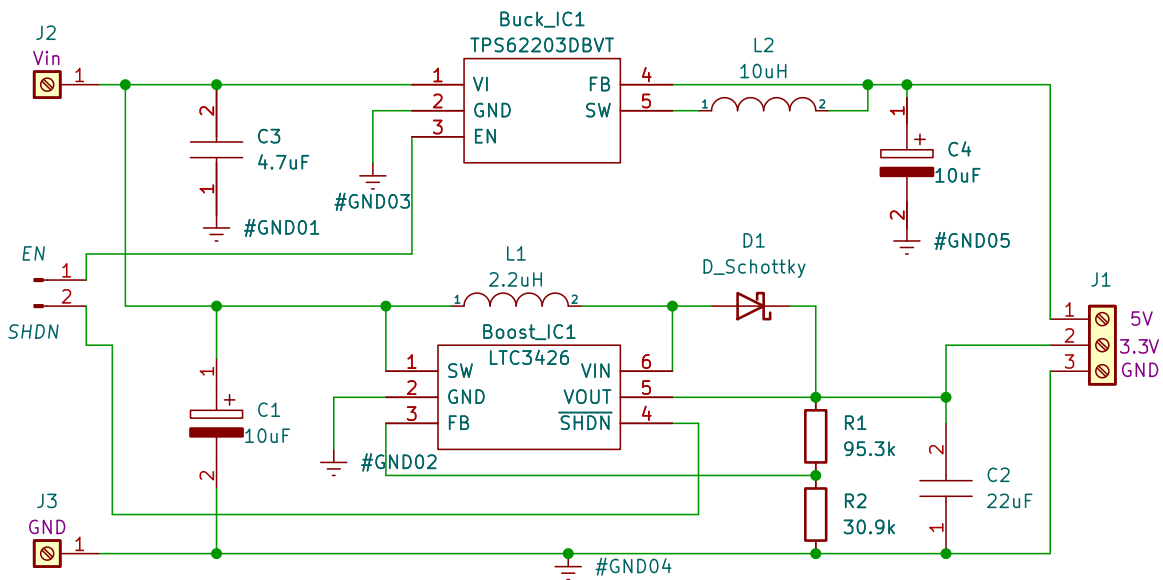 Buck_IC1
TPS62203DBVT
J2
Vin
1
1
VI
2
GND
3
EN
FB
4
SW
5
L2
10uH
1
2
2
C3
4.7uF
1
#GND01
#GND03
1
+
C4
10uF
2
#GND05
EN
1
2
SHDN
L1
2.2uH
1
2
D1
D_Schottky
Boost_IC1
LTC3426
1
SW
2
GND
3
FB
VIN
6
VOUT
5
SHDN
4
#GND02
1
+
C1
10uF
2
R1
95.3k
R2
30.9k
2
C2
22uF
1
J1
1
5V
2
3.3V
3
GND
J3
GND
1
#GND04